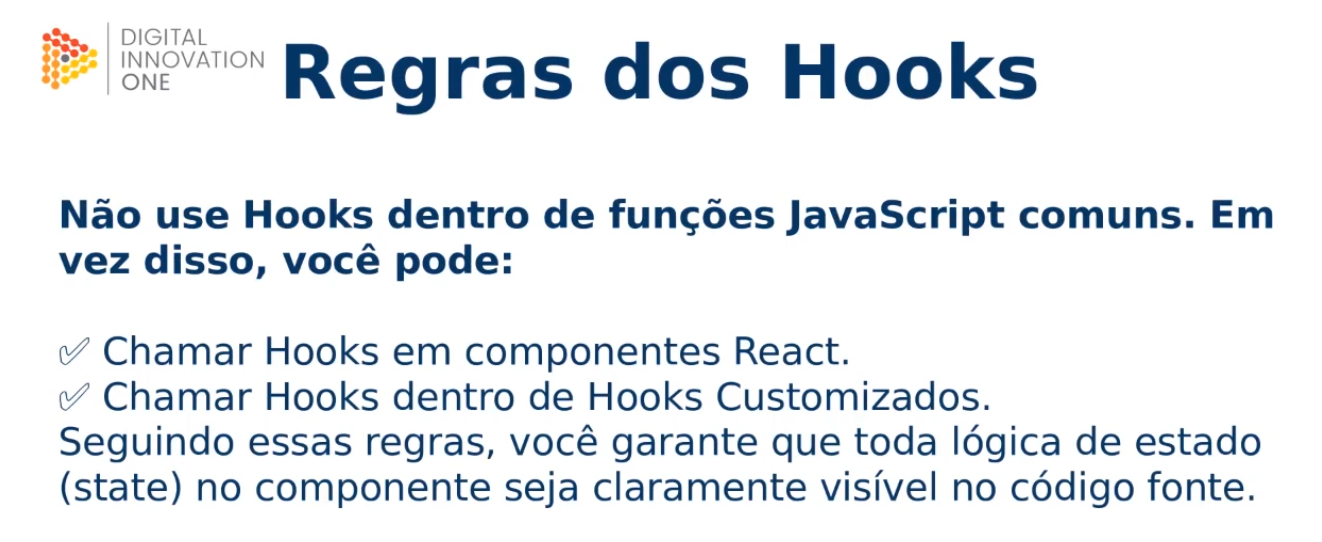 DIGITAL
INNOVATION
ONE
Regras dos Hooks
Não use Hooks dentro de funções JavaScript comuns. Em
vez disso, você pode:
✅ Chamar Hooks em componentes React.
✅ Chamar Hooks dentro de Hooks Customizados.
Seguindo essas regras, você garante que toda lógica de estado
(state) no componente seja claramente visível no código fonte.